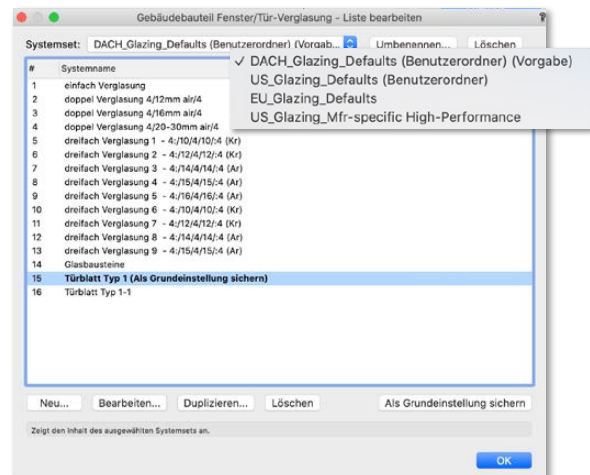 Gebäudebauteil Fenster/Tür-Verglasung - Liste bearbeiten
?
Systemset: DACH_Glazing_Defaults (Benutzerordner) (Vorgab... Umbenennen... Löschen
✓ DACH_Glazing_Defaults (Benutzerordner) (Vorgabe)
US_Glazing_Defaults (Benutzerordner)
EU_Glazing_Defaults
US_Glazing_Mfr-specific High-Performance
# Systemname
1 einfach Verglasung
2 doppel Verglasung 4/12mm air/4
3 doppel Verglasung 4/16mm air/4
4 doppel Verglasung 4/20-30mm air/4
5 dreifach Verglasung 1 - 4:/10/4/10/:4 (Kr)
6 dreifach Verglasung 2 - 4:/12/4/12/:4 (Kr)
7 dreifach Verglasung 3 - 4:/14/4/14/:4 (Ar)
8 dreifach Verglasung 4 - 4:/15/4/15/:4 (Ar)
9 dreifach Verglasung 5 - 4:/16/4/16/:4 (Ar)
10 dreifach Verglasung 6 - 4:/10/4/10/:4 (Kr)
11 dreifach Verglasung 7 - 4:/12/4/12/:4 (Kr)
12 dreifach Verglasung 8 - 4:/14/4/14/:4 (Ar)
13 dreifach Verglasung 9 - 4:/15/4/15/:4 (Ar)
14 Glasbausteine
15 Türblatt Typ 1 (Als Grundeinstellung sichern)
16 Türblatt Typ 1-1
Neu... Bearbeiten... Duplizieren... Löschen Als Grundeinstellung sichern
Zeigt den Inhalt des ausgewählten Systemsets an.
OK